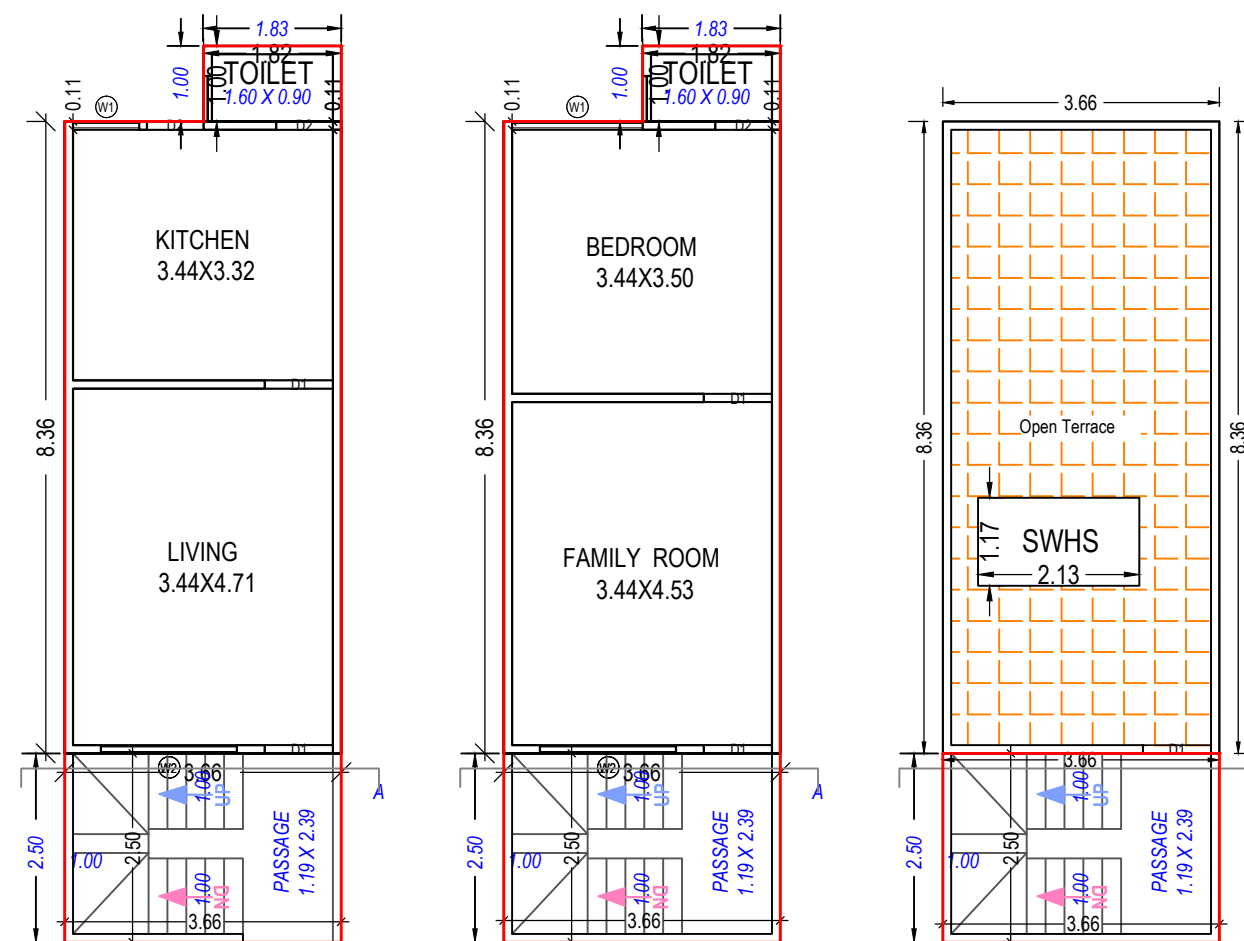 1.83
1.82
1.00
1.00
TOILET
1.60 X 0.90
0.11
0.11
W1
D2
KITCHEN
3.44X3.32
D1
8.36
LIVING
3.44X4.71
D1
W2
3.66
A
1.00
UP
2.50
2.50
1.00
PASSAGE
1.19 X 2.39
1.00
DN
3.66
1.83
1.82
1.00
1.00
TOILET
1.60 X 0.90
0.11
0.11
W1
D2
BEDROOM
3.44X3.50
D1
8.36
FAMILY ROOM
3.44X4.53
D1
W2
3.66
A
1.00
UP
2.50
2.50
1.00
PASSAGE
1.19 X 2.39
1.00
DN
3.66
3.66
8.36
8.36
Open Terrace
1.17
SWHS
2.13
D1
3.66
1.00
UP
2.50
2.50
1.00
PASSAGE
1.19 X 2.39
1.00
DN
3.66